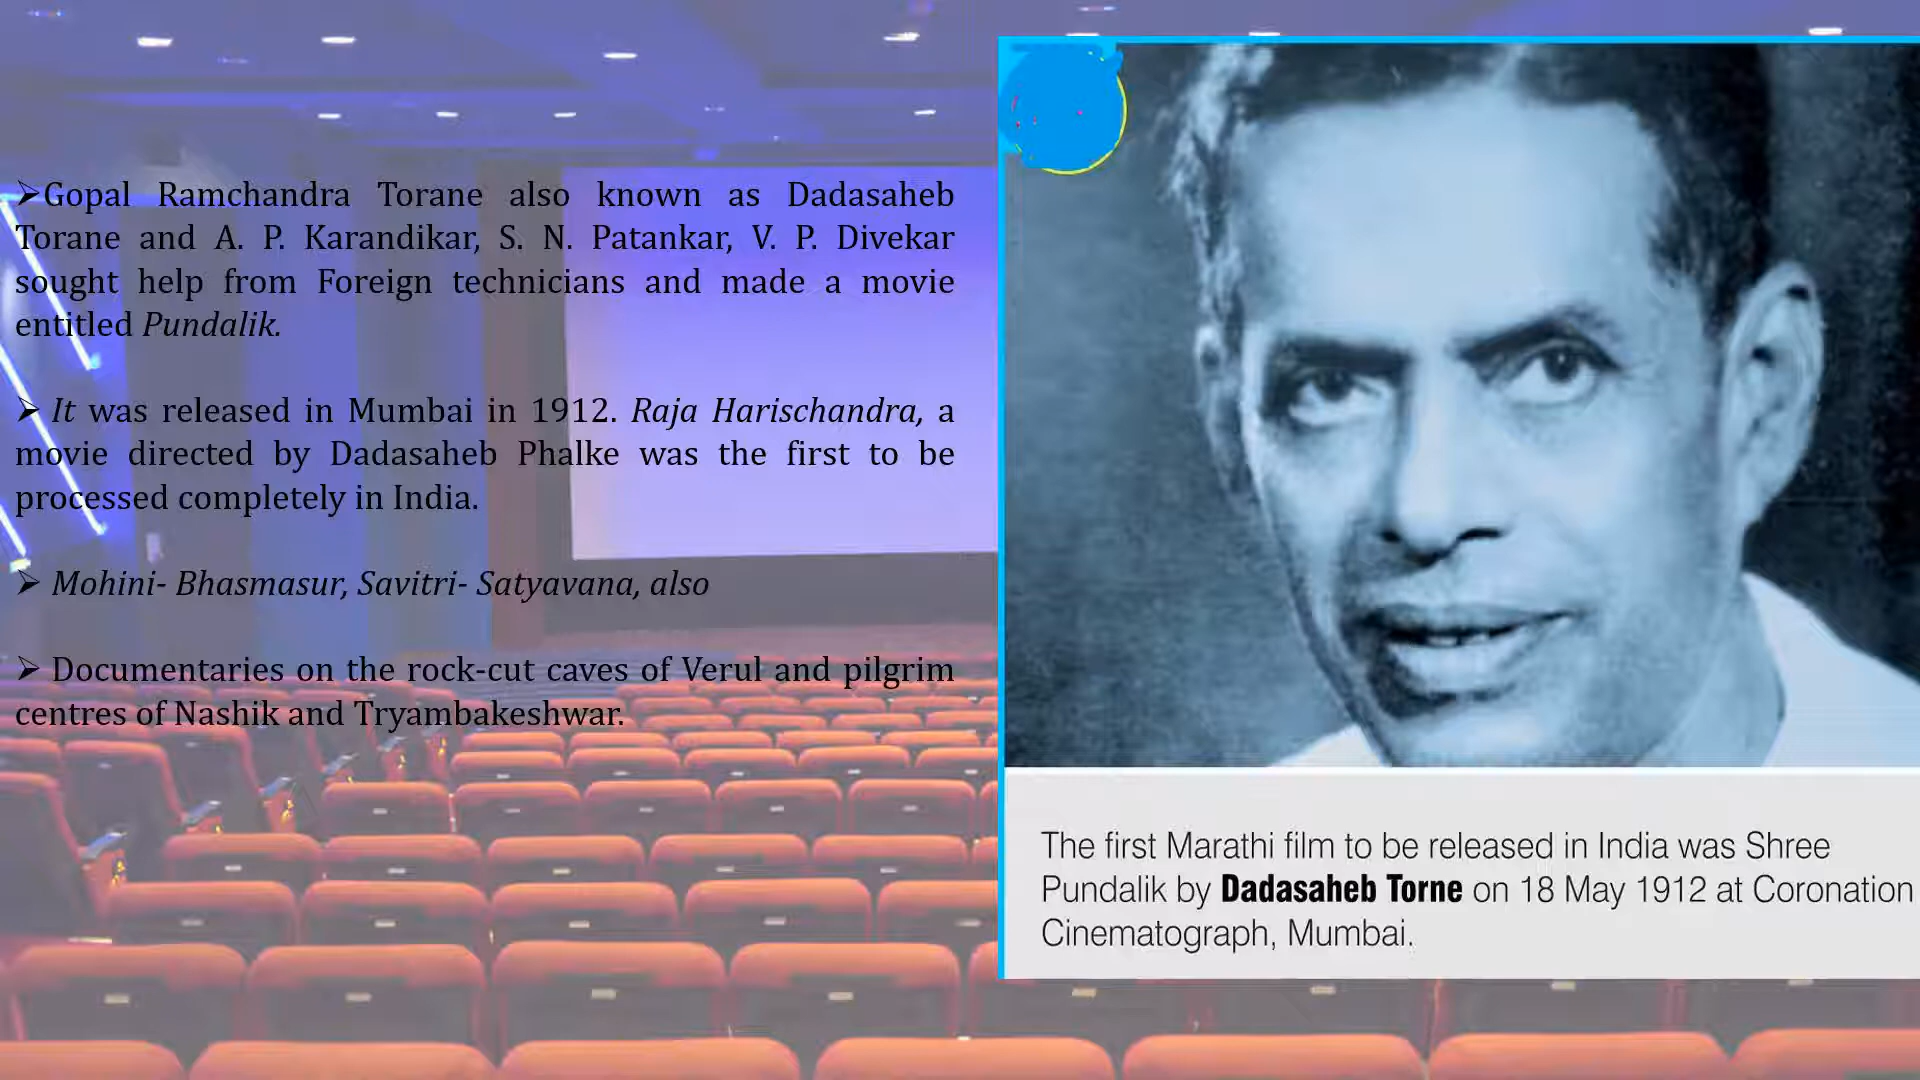 ➢Gopal Ramchandra Torane also known as Dadasaheb
Torane and A. P. Karandikar, S. N. Patankar, V. P. Divekar
sought help from Foreign technicians and made a movie
entitled Pundalik.
➢ It was released in Mumbai in 1912. Raja Harischandra, a
movie directed by Dadasaheb Phalke was the first to be
processed completely in India.
➢ Mohini- Bhasmasur, Savitri- Satyavana, also
➢ Documentaries on the rock-cut caves of Verul and pilgrim
centres of Nashik and Tryambakeshwar.
The first Marathi film to be released in India was Shree
Pundalik by Dadasaheb Torne on 18 May 1912 at Coronation
Cinematograph, Mumbai.